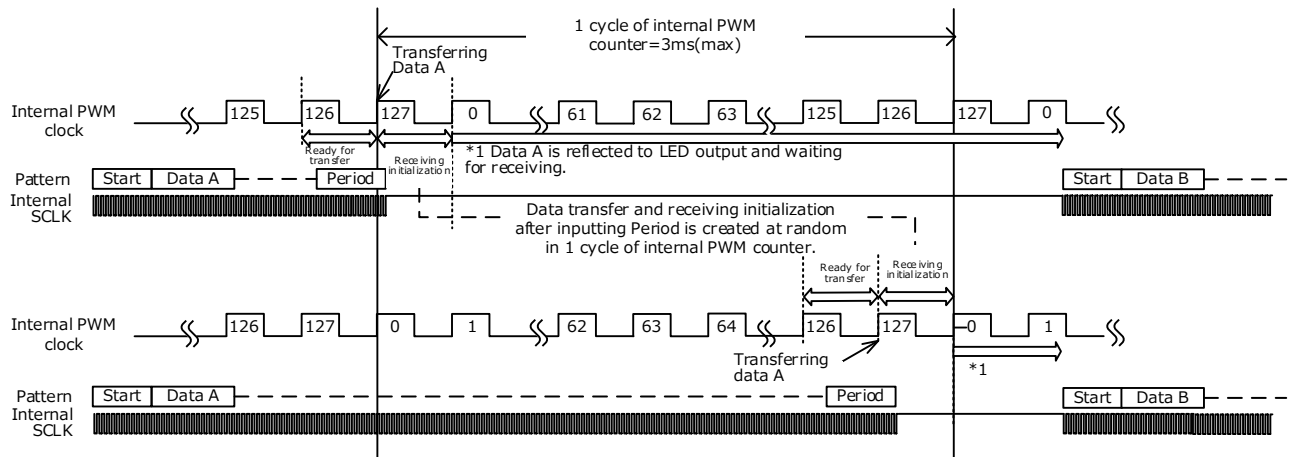 1 cycle of internal PWM
counter=3ms(max)
Transferring
Data A
Internal PWM
clock
125 126 127 0 61 62 63 125 126 127 0
Ready for
transfer
Receiving
initialization
*1 Data A is reflected to LED output and waiting
for receiving.
Pattern
Start Data A Period Start Data B
Internal
SCLK
Data transfer and receiving initialization
after inputting Period is created at random
in 1 cycle of internal PWM counter.
Ready for
transfer
Receiving
initialization
Internal PWM
clock
126 127 0 1 62 63 64 126 127 0 1
Transferring
data A
*1
Pattern
Start Data A Period Start Data B
Internal
SCLK